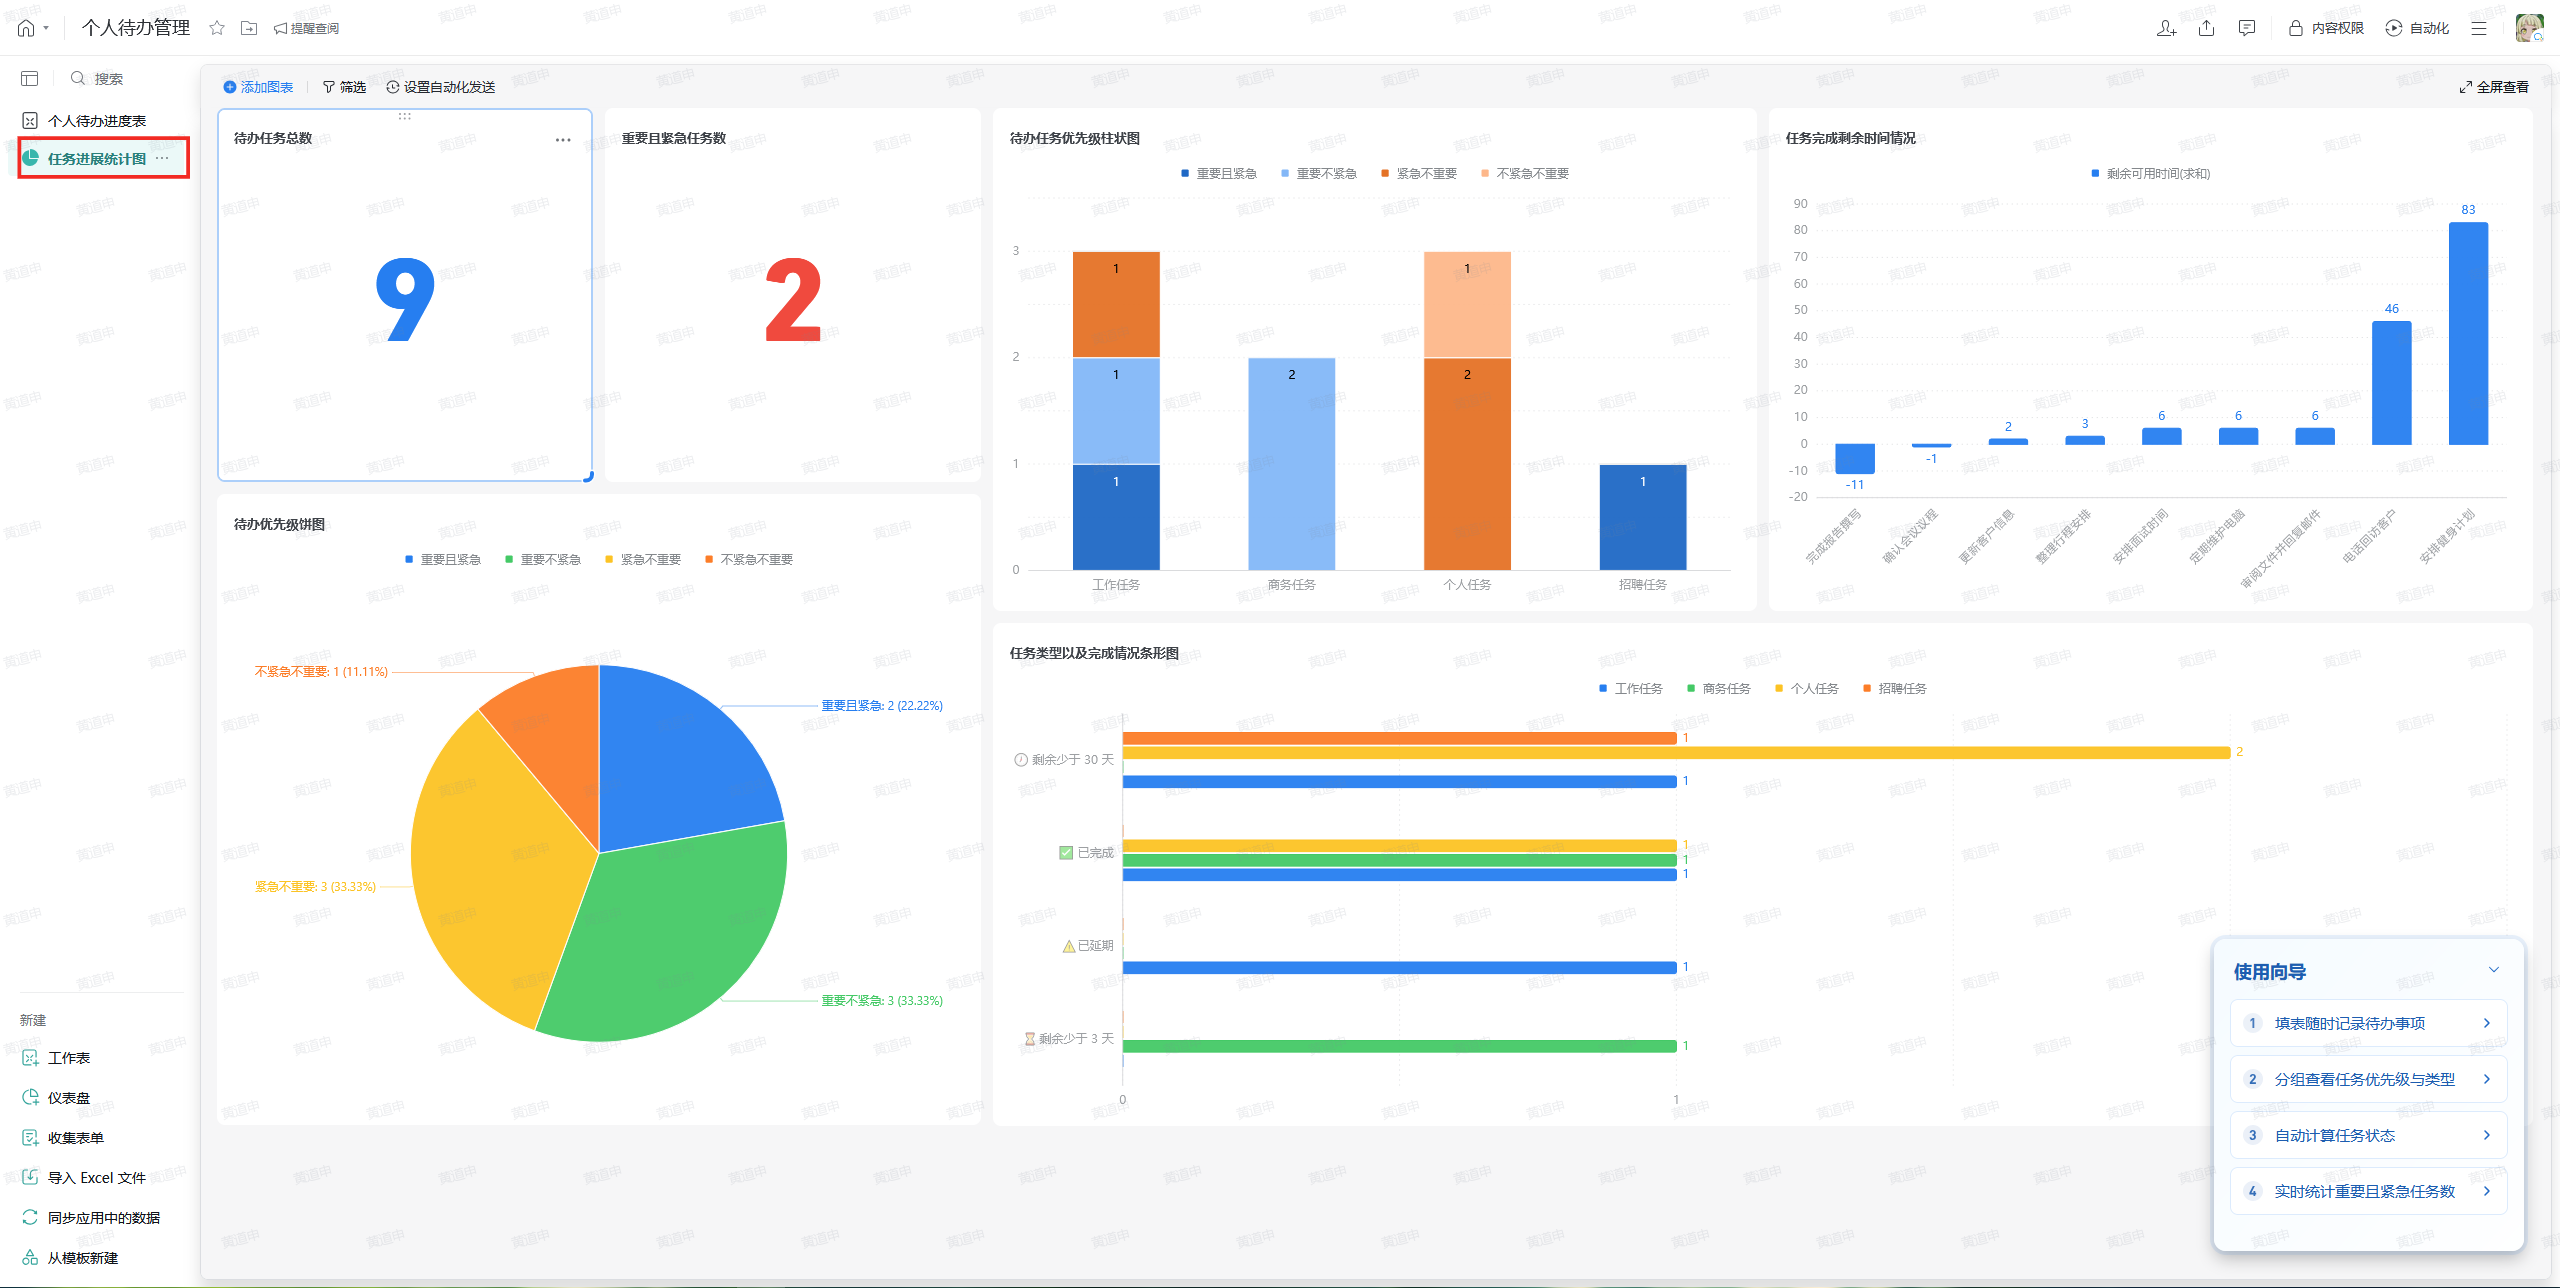 个人待办管理
提醒查阅
内容权限
自动化
搜索
个人待办进度表
任务进展统计图
添加图表
筛选
设置自动化发送
全屏查看
待办任务总数
9
重要且紧急任务数
2
待办任务优先级柱状图
重要且紧急 重要不紧急 紧急不重要 不紧急不重要
3
2
1
0
1
1
1
2
1
2
1
工作任务 商务任务 个人任务 招聘任务
任务完成剩余时间情况
剩余可用时间(求和)
90
80
70
60
50
40
30
20
10
0
-10
-20
-11 -1 2 3 6 6 6 46 83
完成报告撰写 确认会议议程 更新客户信息 整理行程安排 安排面试时间 定期维护电脑 审阅文件并回复邮件 电话回访客户 安排健身计划
待办优先级饼图
重要且紧急 重要不紧急 紧急不重要 不紧急不重要
不紧急不重要: 1 (11.11%)
重要且紧急: 2 (22.22%)
紧急不重要: 3 (33.33%)
重要不紧急: 3 (33.33%)
任务类型以及完成情况条形图
工作任务 商务任务 个人任务 招聘任务
剩余少于 30 天
1
2
1
已完成
1
1
1
已延期
1
剩余少于 3 天
1
0 1
使用向导
1 填表随时记录待办事项
2 分组查看任务优先级与类型
3 自动计算任务状态
4 实时统计重要且紧急任务数
新建
工作表
仪表盘
收集表单
导入 Excel 文件
同步应用中的数据
从模板新建
黄道申